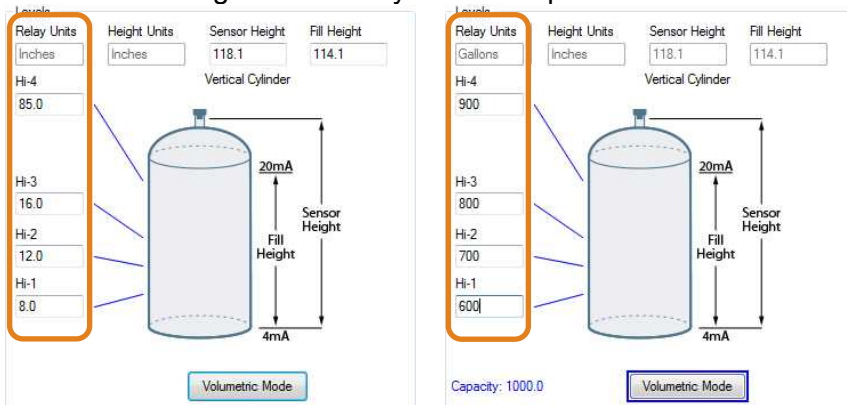 Relay Units Height Units Sensor Height Fill Height
Inches Inches 118.1 114.1
Hi-4 Vertical Cylinder
85.0
20mA
Hi-3
16.0
Sensor
Height
Hi-2
12.0
Fill
Height
Hi-1
8.0
4mA
Volumetric Mode
Relay Units Height Units Sensor Height Fill Height
Gallons Inches 118.1 114.1
Hi-4 Vertical Cylinder
900
20mA
Hi-3
800
Sensor
Height
Hi-2
700
Fill
Height
Hi-1
600
4mA
Capacity: 1000.0 Volumetric Mode